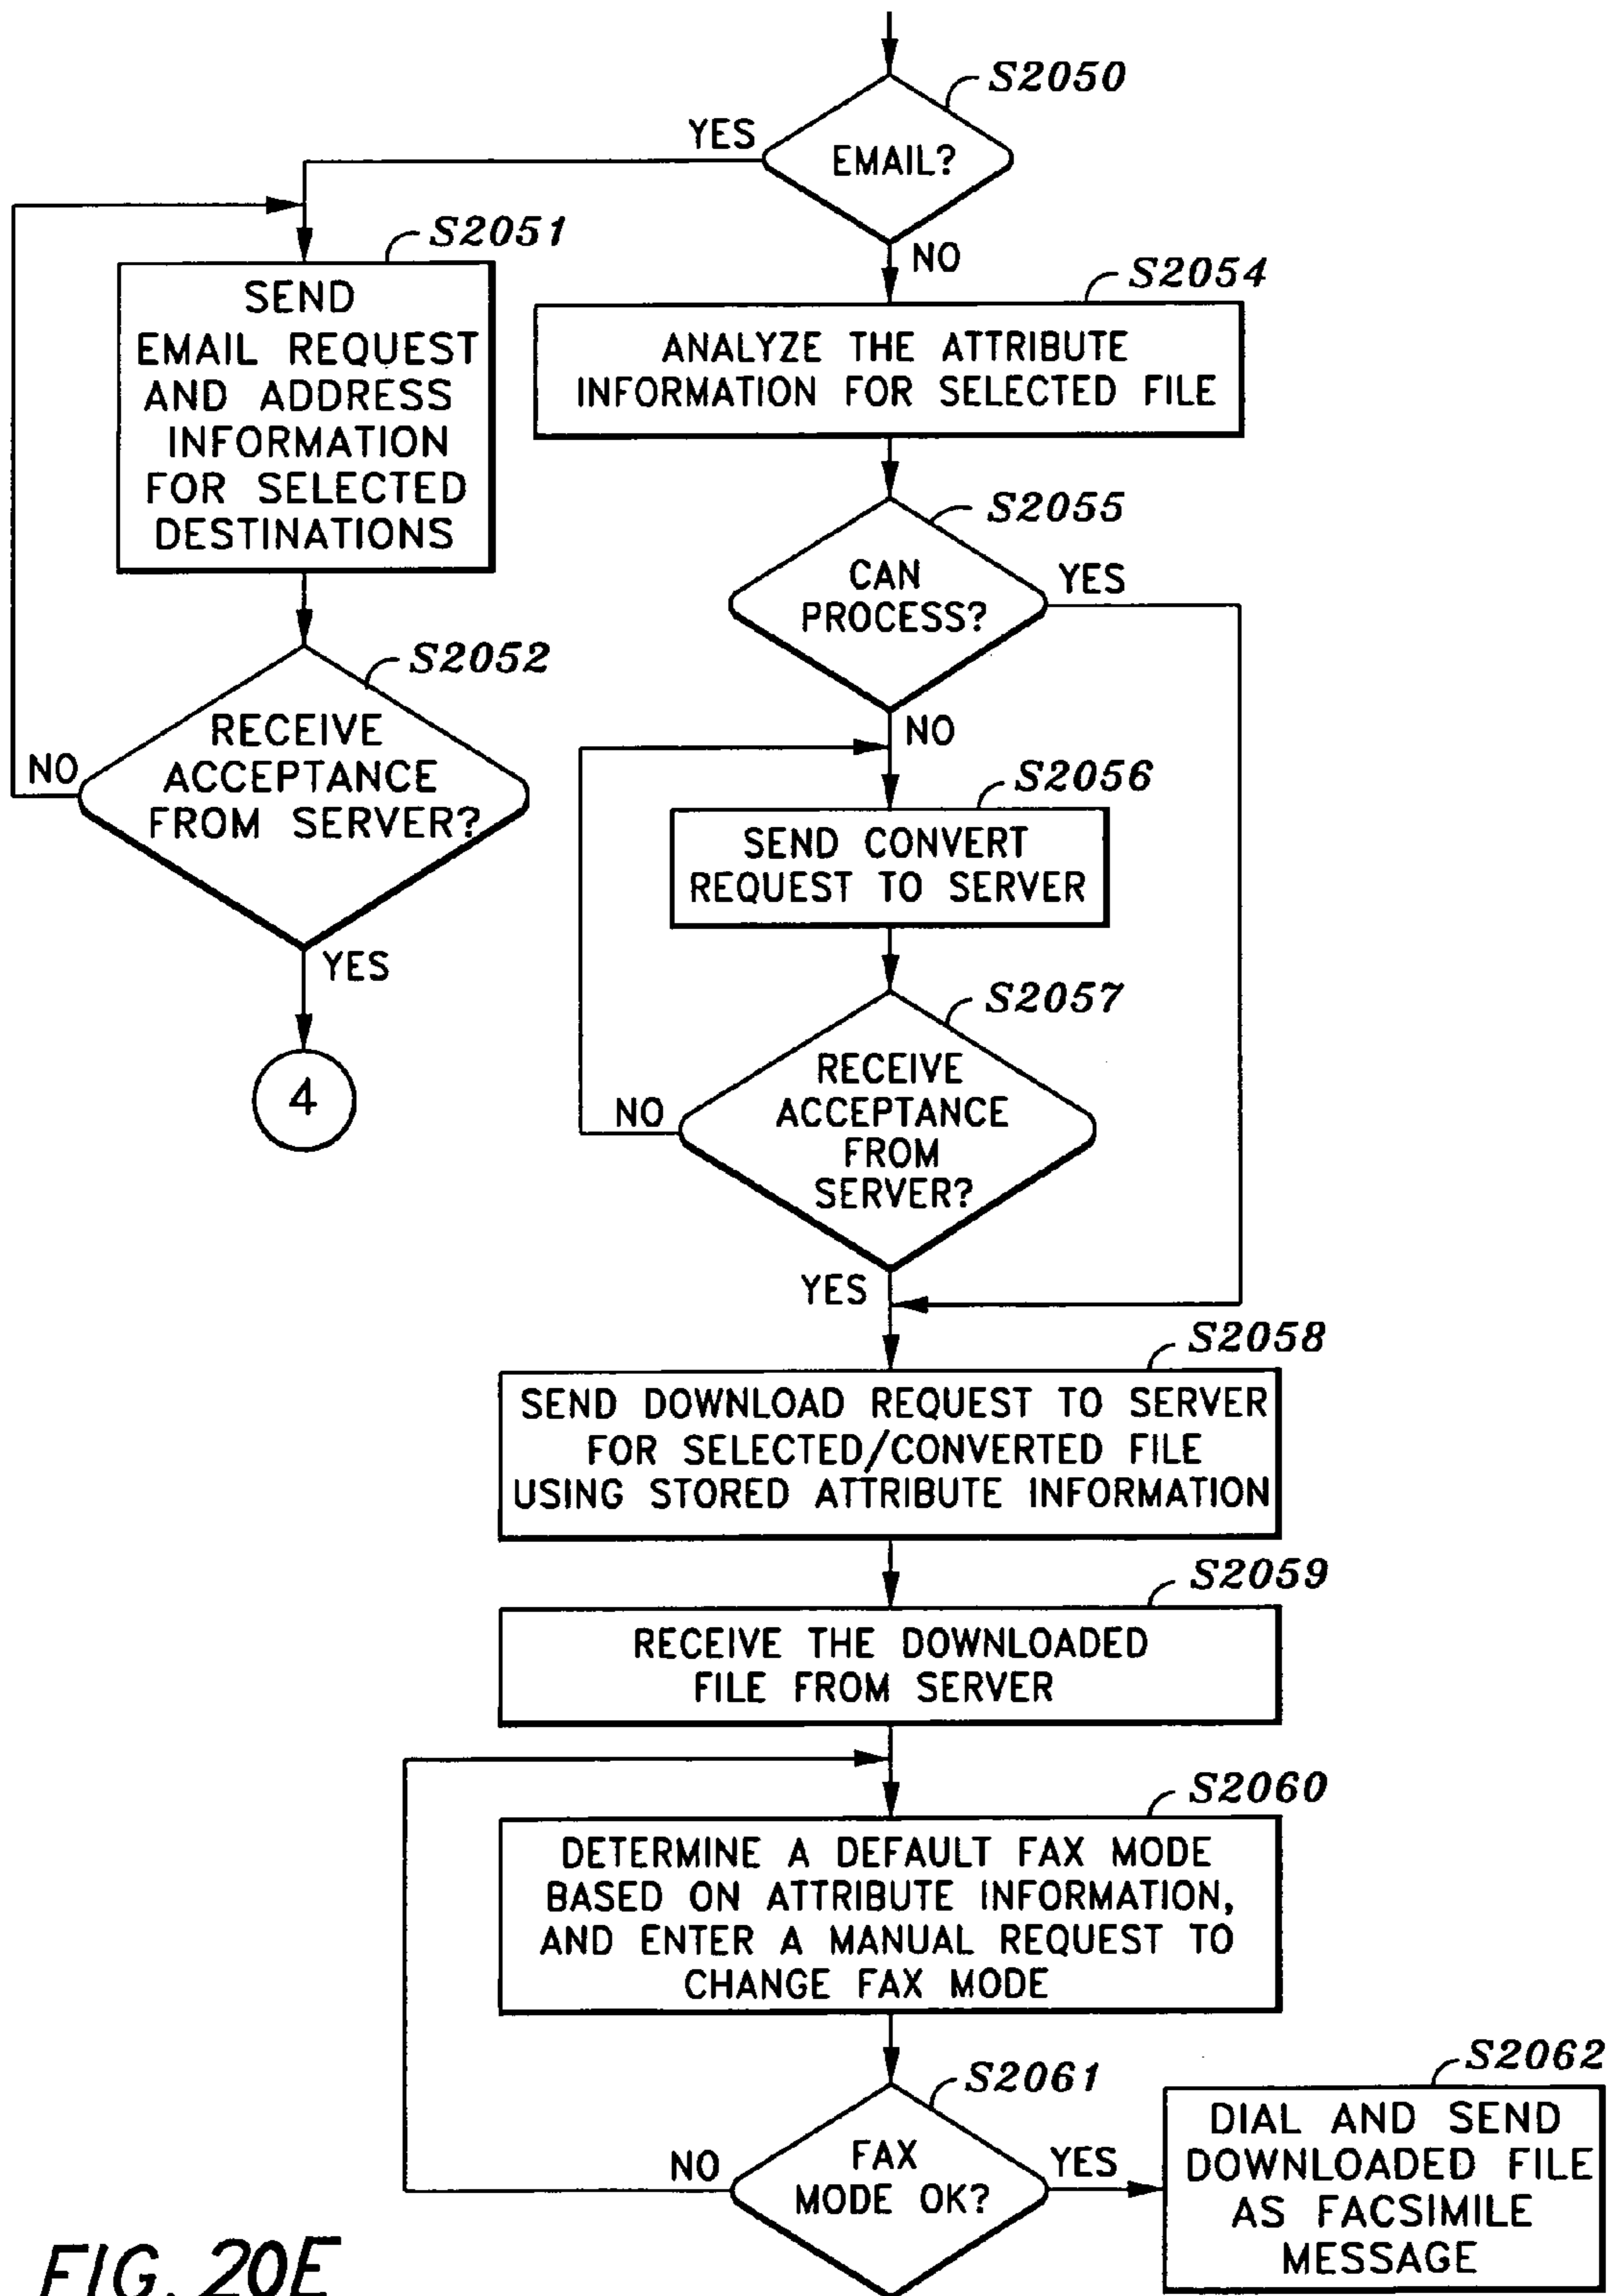 S2050
YES
EMAIL?
NO
S2051
SEND
EMAIL REQUEST
AND ADDRESS
INFORMATION
FOR SELECTED
DESTINATIONS
S2054
ANALYZE THE ATTRIBUTE
INFORMATION FOR SELECTED FILE
S2055
CAN
PROCESS?
YES
NO
S2052
RECEIVE
ACCEPTANCE
FROM SERVER?
NO
YES
4
S2056
SEND CONVERT
REQUEST TO SERVER
S2057
RECEIVE
ACCEPTANCE
FROM
SERVER?
NO
YES
S2058
SEND DOWNLOAD REQUEST TO SERVER
FOR SELECTED/CONVERTED FILE
USING STORED ATTRIBUTE INFORMATION
S2059
RECEIVE THE DOWNLOADED
FILE FROM SERVER
S2060
DETERMINE A DEFAULT FAX MODE
BASED ON ATTRIBUTE INFORMATION,
AND ENTER A MANUAL REQUEST TO
CHANGE FAX MODE
S2061
FAX
MODE OK?
NO
YES
S2062
DIAL AND SEND
DOWNLOADED FILE
AS FACSIMILE
MESSAGE
FIG. 20E